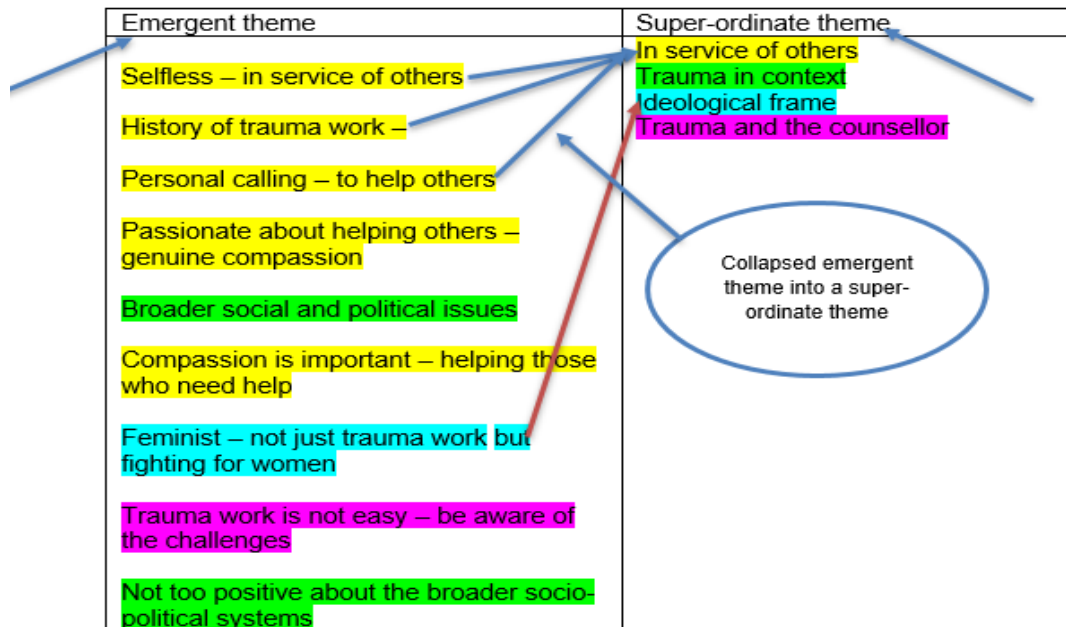 Emergent theme
Selfless – in service of others
History of trauma work –
Personal calling – to help others
Passionate about helping others –
genuine compassion
Broader social and political issues
Compassion is important – helping those
who need help
Feminist – not just trauma work but
fighting for women
Trauma work is not easy – be aware of
the challenges
Not too positive about the broader socio-
political systems
Super-ordinate theme
In service of others
Trauma in context
Ideological frame
Trauma and the counsellor
Collapsed emergent
theme into a super-
ordinate theme